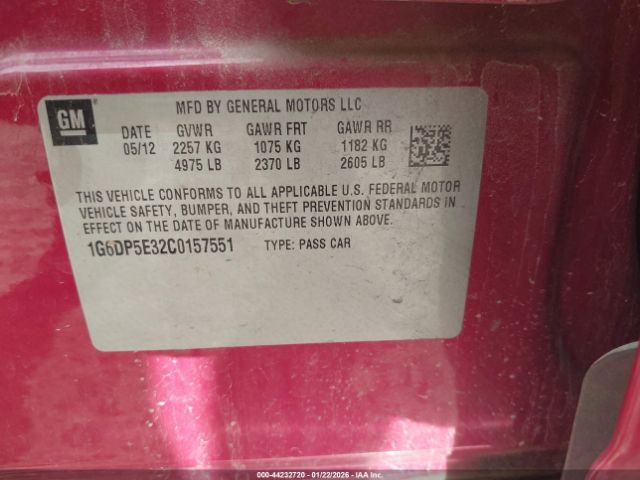 GM
MFD BY GENERAL MOTORS LLC
DATE GVWR GAWR FRT GAWR RR
05/12 2257 KG 1075 KG 1182 KG
4975 LB 2370 LB 2605 LB
THIS VEHICLE CONFORMS TO ALL APPLICABLE U.S. FEDERAL MOTOR
VEHICLE SAFETY, BUMPER, AND THEFT PREVENTION STANDARDS IN
EFFECT ON THE DATE OF MANUFACTURE SHOWN ABOVE.
1G6DP5E32C0157551 TYPE: PASS CAR
000-44232720 01/22/2026 - IAA Inc.